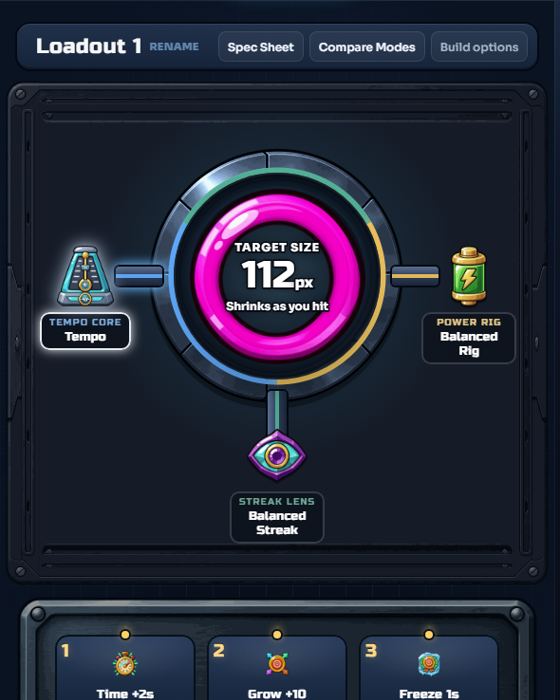 Loadout 1 RENAME Spec Sheet Compare Modes Build options
TARGET SIZE
112px
Shrinks as you hit
TEMPO CORE
Tempo
POWER RIG
Balanced
Rig
STREAK LENS
Balanced
Streak
1 2 3
Time +2s Grow +10 Freeze 1s